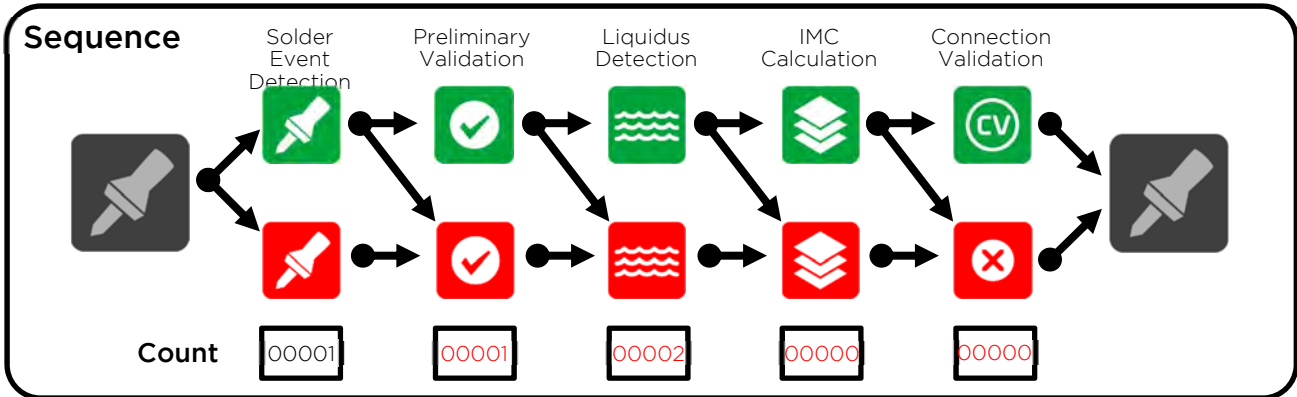 Sequence
Solder
Event
Detection
Preliminary
Validation
Liquidus
Detection
IMC
Calculation
Connection
Validation
CV
Count
00001
00001
00002
00000
00000